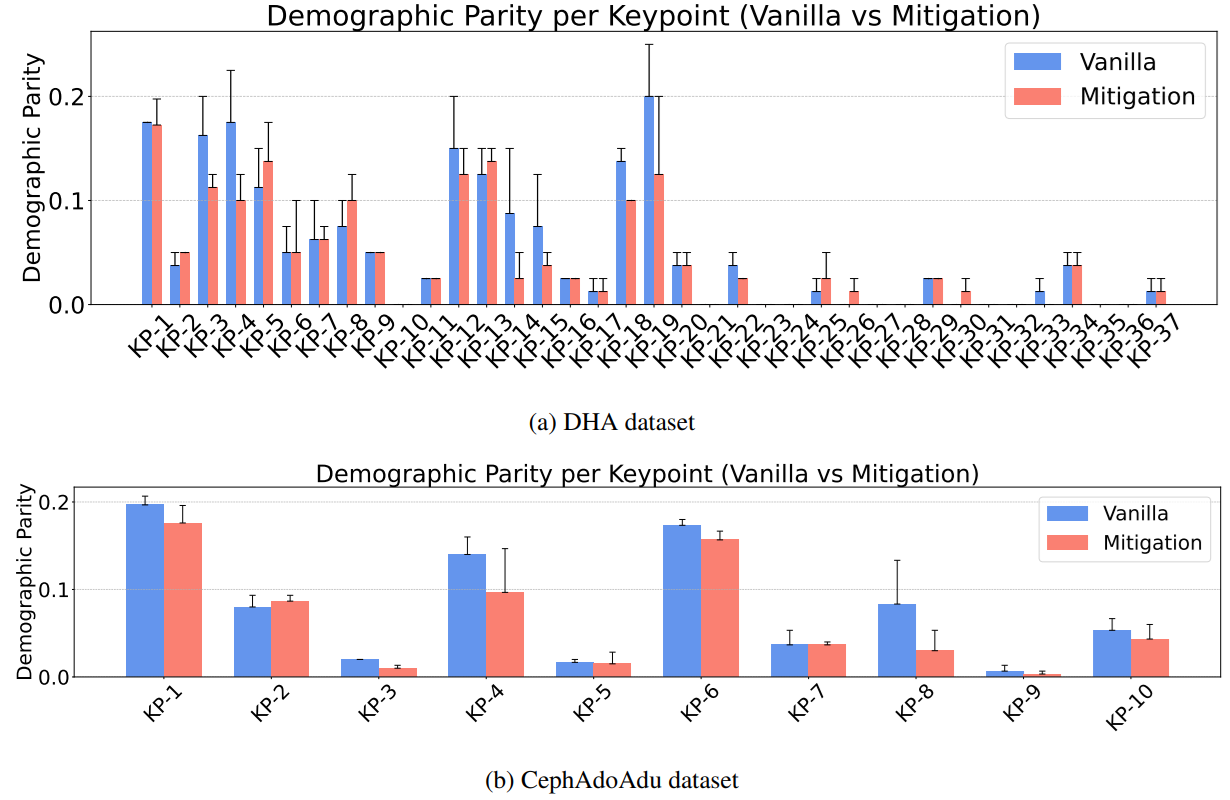 Demographic Parity per Keypoint (Vanilla vs Mitigation)
Demographic Parity
0.2
0.1
0.0
Vanilla
Mitigation
KP-1 KP-2 KP-3 KP-4 KP-5 KP-6 KP-7 KP-8 KP-9 KP-10 KP-11 KP-12 KP-13 KP-14 KP-15 KP-16 KP-17 KP-18 KP-19 KP-20 KP-21 KP-22 KP-23 KP-24 KP-25 KP-26 KP-27 KP-28 KP-29 KP-30 KP-31 KP-32 KP-33 KP-34 KP-35 KP-36 KP-37
(a) DHA dataset
Demographic Parity per Keypoint (Vanilla vs Mitigation)
Demographic Parity
0.2
0.1
0.0
Vanilla
Mitigation
KP-1 KP-2 KP-3 KP-4 KP-5 KP-6 KP-7 KP-8 KP-9 KP-10
(b) CephAdoAdu dataset